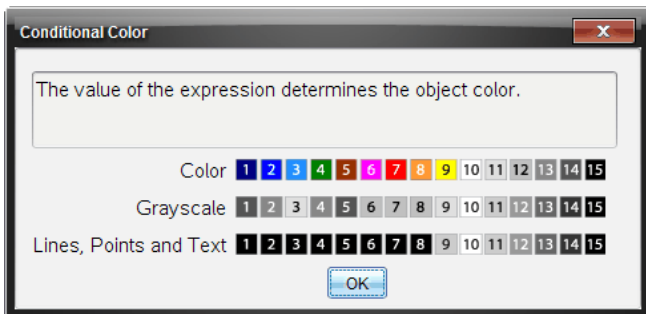 Conditional Color
The value of the expression determines the object color.
Color 1 2 3 4 5 6 7 8 9 10 11 12 13 14 15
Grayscale 1 2 3 4 5 6 7 8 9 10 11 12 13 14 15
Lines, Points and Text 1 2 3 4 5 6 7 8 9 10 11 12 13 14 15
OK